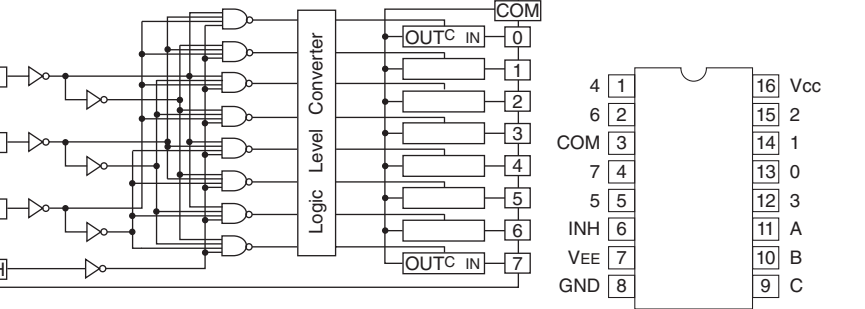 COM
OUT C IN 0
1
2
3
4
5
6
OUT C IN 7
Logic Level Converter
4 1 16 Vcc
6 2 15 2
COM 3 14 1
7 4 13 0
5 5 12 3
INH 6 11 A
VEE 7 10 B
GND 8 9 C